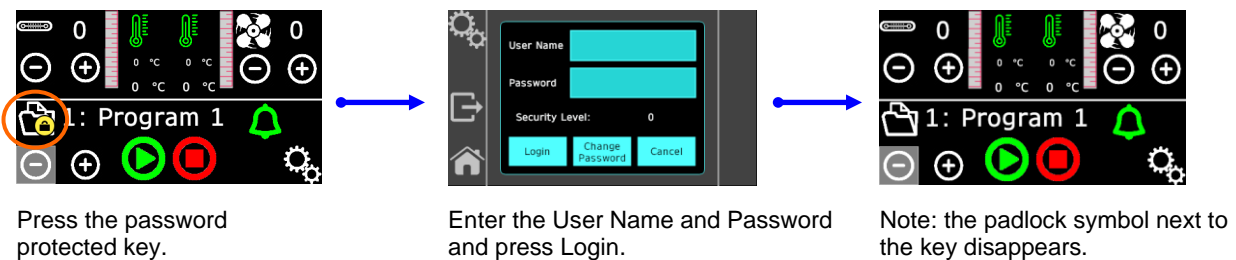 0
0
0 °C 0 °C
0 °C 0 °C
1: Program 1
Press the password
protected key.
User Name
Password
Security Level: 0
Login
Change
Password
Cancel
Enter the User Name and Password
and press Login.
0
0
0 °C 0 °C
0 °C 0 °C
1: Program 1
Note: the padlock symbol next to
the key disappears.